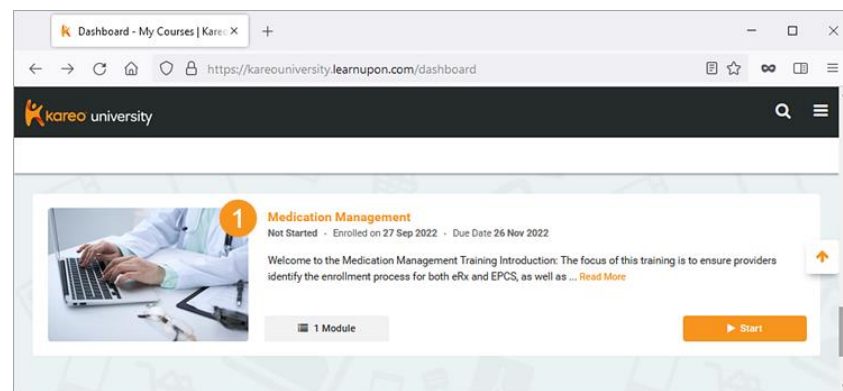 Dashboard - My Courses | Kareo
https://kareouniversity.learnupon.com/dashboard
kareo university
1
Medication Management
Not Started · Enrolled on 27 Sep 2022 · Due Date 26 Nov 2022
Welcome to the Medication Management Training Introduction: The focus of this training is to ensure providers
identify the enrollment process for both eRx and EPCS, as well as ... Read More
1 Module
Start